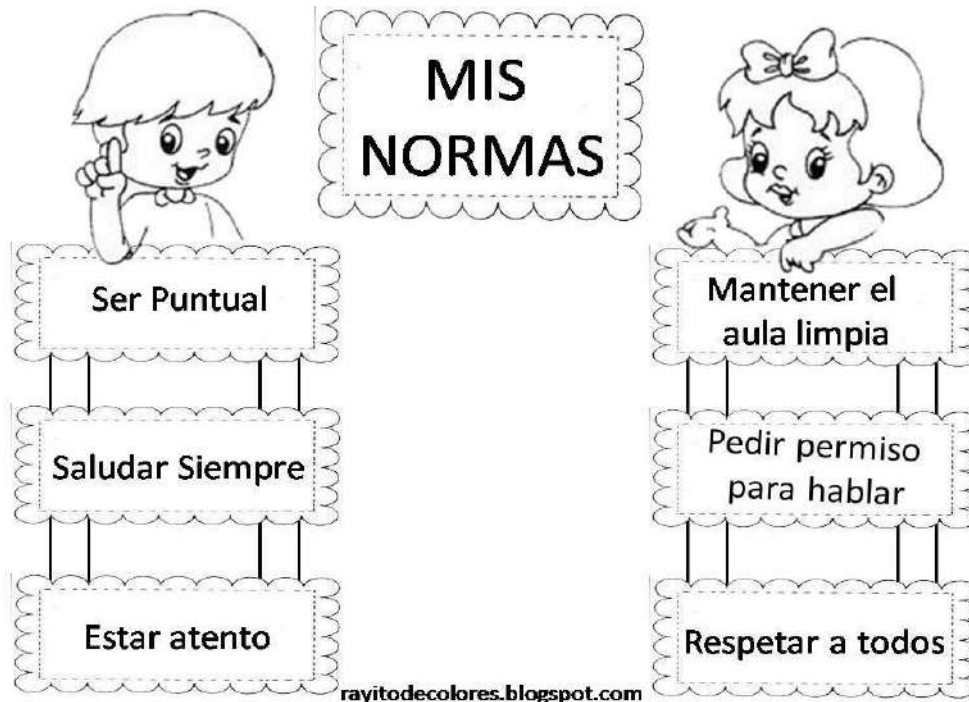 MIS
NORMAS
Ser Puntual
Saludar Siempre
Estar atento
Mantener el
aula limpia
Pedir permiso
para hablar
Respetar a todos
rayitodecolores.blogspot.com